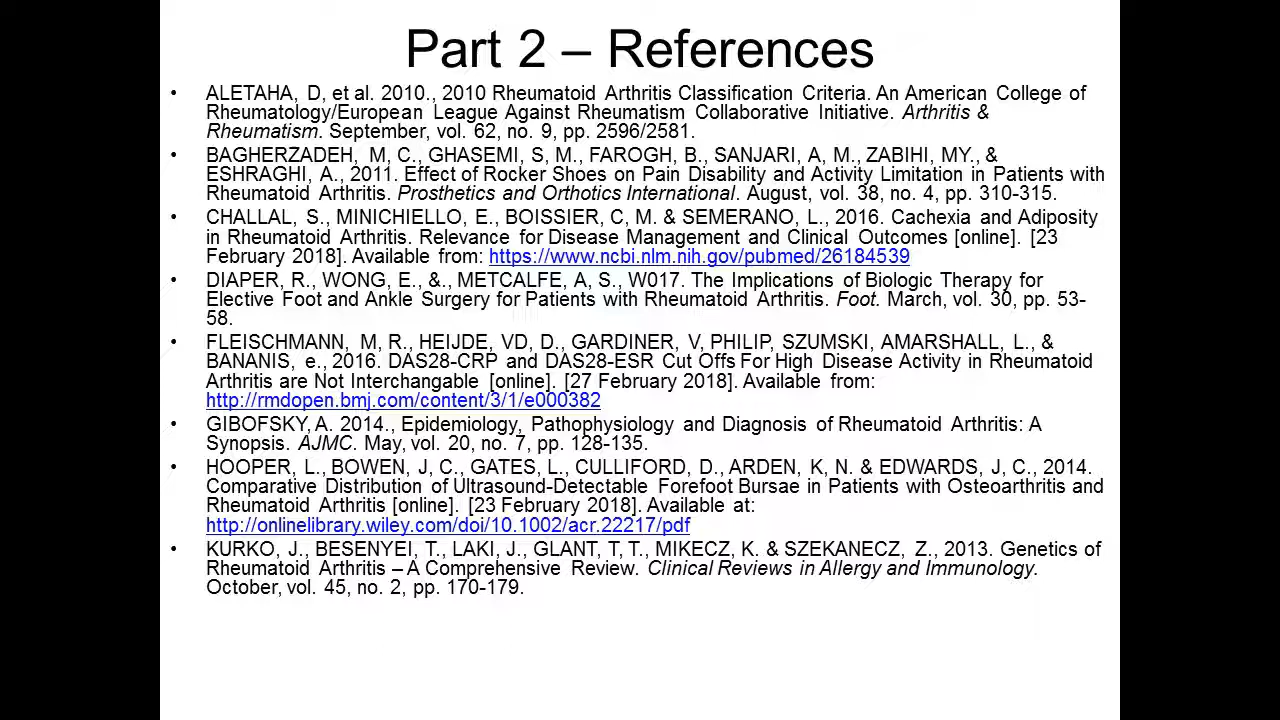 Part 2 – References
• ALETAHA, D, et al. 2010., 2010 Rheumatoid Arthritis Classification Criteria. An American College of
Rheumatology/European League Against Rheumatism Collaborative Initiative. Arthritis &
Rheumatism. September, vol. 62, no. 9, pp. 2596/2581.
• BAGHERZADEH, M, C., GHASEMI, S, M., FAROGH, B., SANJARI, A, M., ZABIHI, MY., &
ESHRAGHI, A., 2011. Effect of Rocker Shoes on Pain Disability and Activity Limitation in Patients with
Rheumatoid Arthritis. Prosthetics and Orthotics International. August, vol. 38, no. 4, pp. 310-315.
• CHALLAL, S., MINICHIELLO, E., BOISSIER, C, M. & SEMERANO, L., 2016. Cachexia and Adiposity
in Rheumatoid Arthritis. Relevance for Disease Management and Clinical Outcomes [online]. [23
February 2018]. Available from: https://www.ncbi.nlm.nih.gov/pubmed/26184539
• DIAPER, R., WONG, E., &, METCALFE, A, S., W017. The Implications of Biologic Therapy for
Elective Foot and Ankle Surgery for Patients with Rheumatoid Arthritis. Foot. March, vol. 30, pp. 53-
58.
• FLEISCHMANN, M, R., HEIJDE, VD, D., GARDINER, V, PHILIP, SZUMSKI, AMARSHALL, L., &
BANANIS, e., 2016. DAS28-CRP and DAS28-ESR Cut Offs For High Disease Activity in Rheumatoid
Arthritis are Not Interchangable [online]. [27 February 2018]. Available from:
http://rmdopen.bmj.com/content/3/1/e000382
• GIBOFSKY, A. 2014., Epidemiology, Pathophysiology and Diagnosis of Rheumatoid Arthritis: A
Synopsis. AJMC. May, vol. 20, no. 7, pp. 128-135.
• HOOPER, L., BOWEN, J, C., GATES, L., CULLIFORD, D., ARDEN, K, N. & EDWARDS, J, C., 2014.
Comparative Distribution of Ultrasound-Detectable Forefoot Bursae in Patients with Osteoarthritis and
Rheumatoid Arthritis [online]. [23 February 2018]. Available at:
http://onlinelibrary.wiley.com/doi/10.1002/acr.22217/pdf
• KURKO, J., BESENYEI, T., LAKI, J., GLANT, T, T., MIKECZ, K. & SZEKANECZ, Z., 2013. Genetics of
Rheumatoid Arthritis – A Comprehensive Review. Clinical Reviews in Allergy and Immunology.
October, vol. 45, no. 2, pp. 170-179.